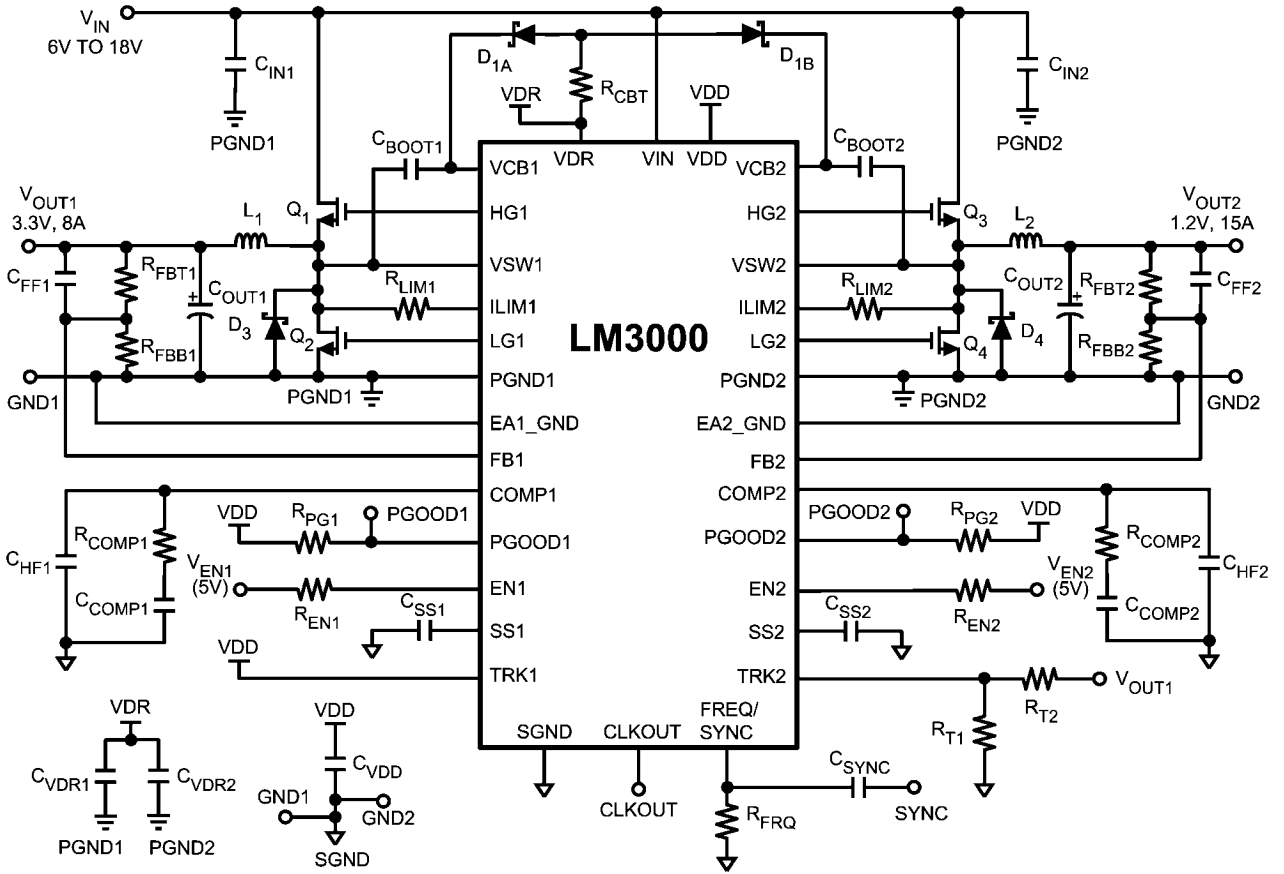 VIN
6V TO 18V
CIN1
PGND1
D1A
RCBT
D1B
VDR
VDD
CIN2
PGND2
CBOOT1
CBOOT2
VDR
VIN
VDD
VCB1
VCB2
VOUT1
3.3V, 8A
L1
Q1
HG1
HG2
Q3
L2
VOUT2
1.2V, 15A
CFF1
RFBT1
COUT1
+
VSW1
VSW2
COUT2
+
RFBT2
CFF2
RLIM1
ILIM1
ILIM2
RLIM2
D3
Q2
LG1
LM3000
LG2
Q4
D4
RFBB1
RFBB2
GND1
PGND1
PGND1
PGND2
PGND2
GND2
EA1_GND
EA2_GND
FB1
FB2
COMP1
COMP2
VDD
RPG1
PGOOD1
PGOOD1
PGOOD2
PGOOD2
RPG2
VDD
CHF1
RCOMP1
CCOMP1
RCOMP2
CCOMP2
CHF2
VEN1
(5V)
REN1
EN1
EN2
REN2
VEN2
(5V)
CSS1
SS1
SS2
CSS2
VDD
TRK1
TRK2
RT2
VOUT1
RT1
SGND
CLKOUT
FREQ/
SYNC
CLKOUT
CSYNC
SYNC
RFRQ
VDR
CVDR1
CVDR2
PGND1
PGND2
VDD
CVDD
GND1
GND2
SGND